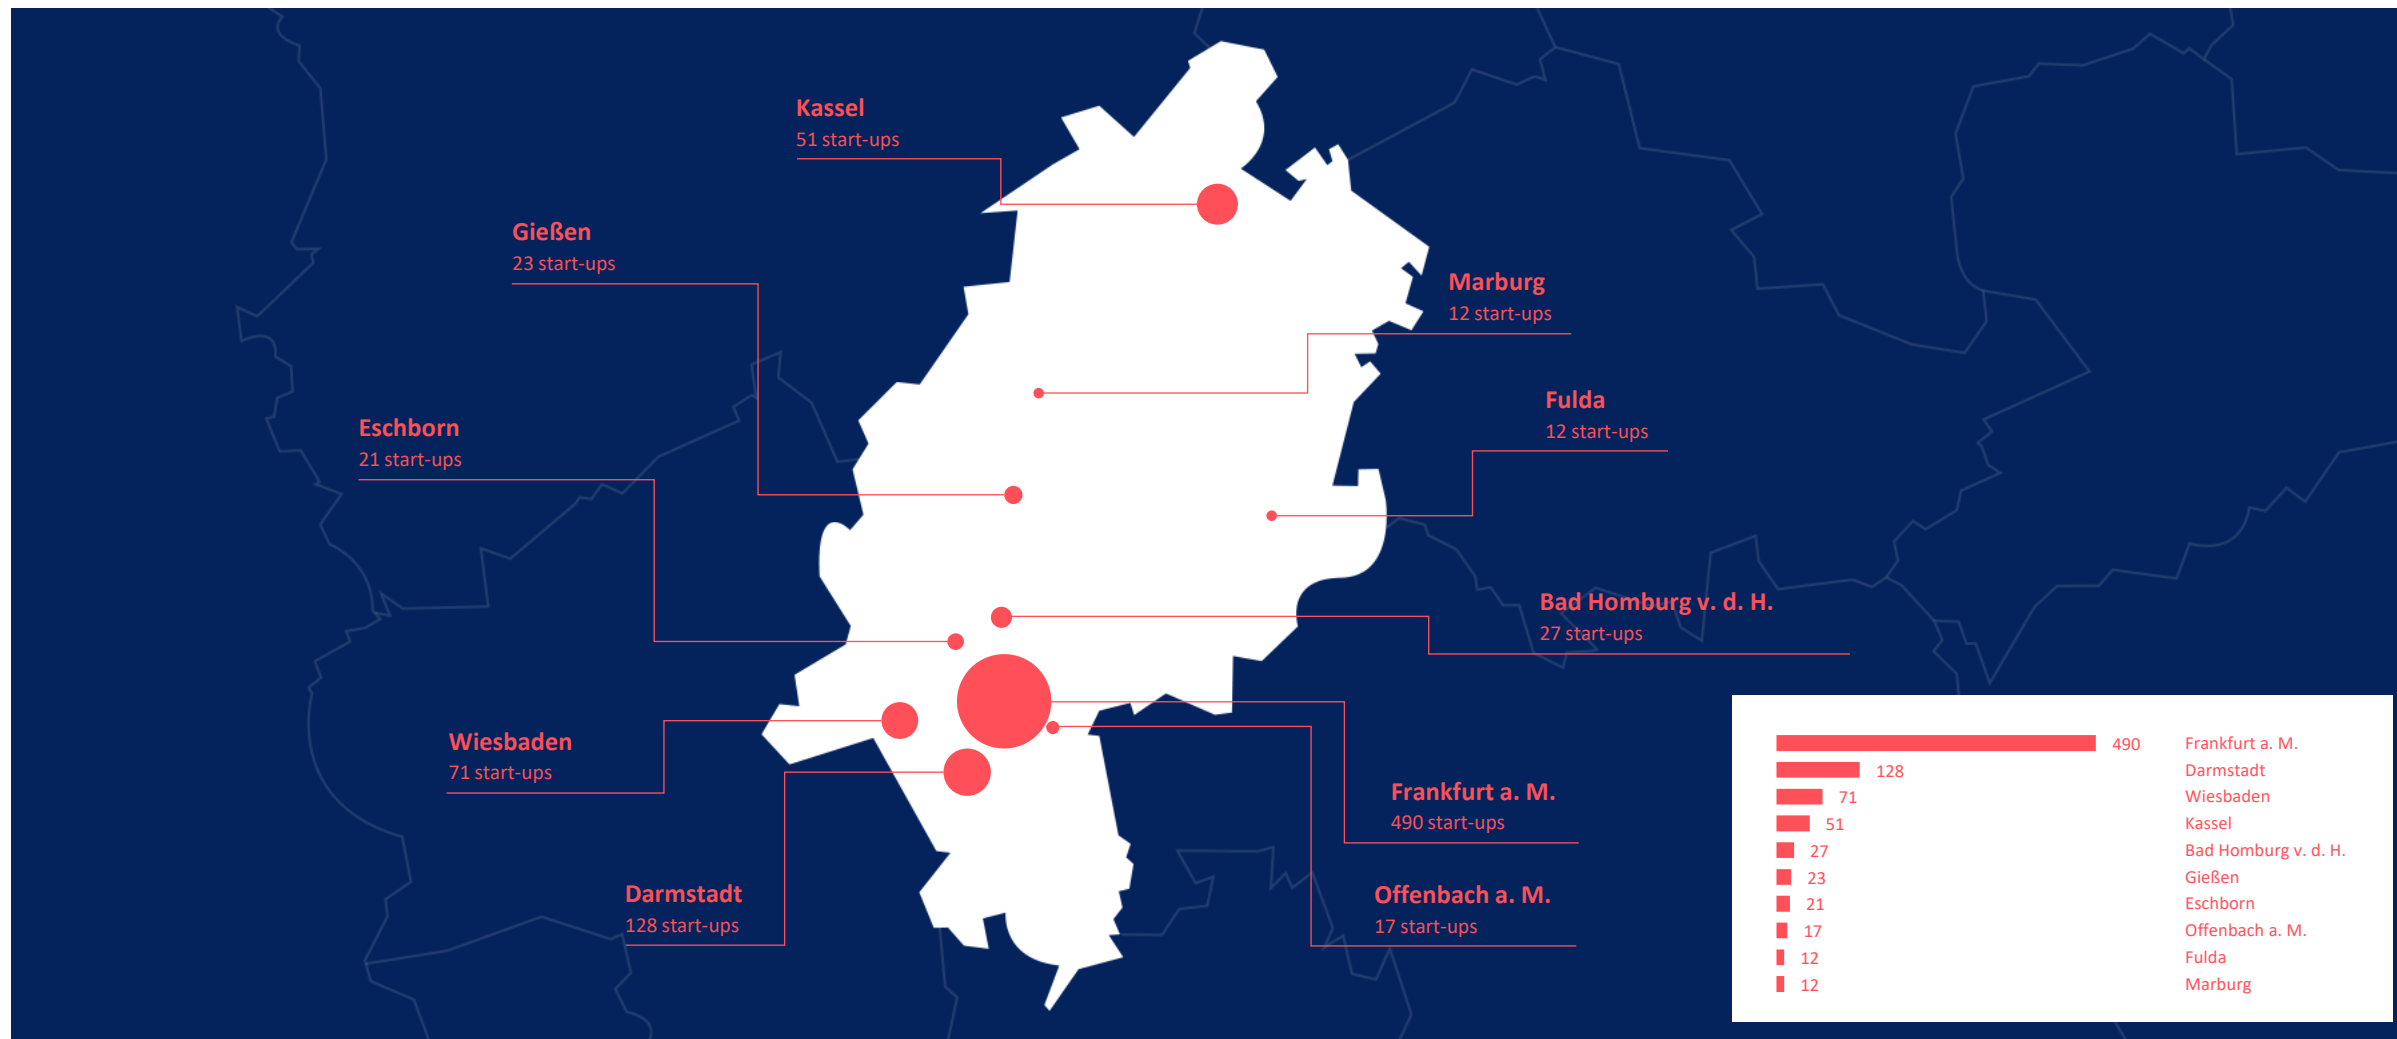 Kassel
51 start-ups
Gießen
23 start-ups
Marburg
12 start-ups
Fulda
12 start-ups
Eschborn
21 start-ups
Bad Homburg v. d. H.
27 start-ups
Wiesbaden
71 start-ups
Frankfurt a. M.
490 start-ups
Darmstadt
128 start-ups
Offenbach a. M.
17 start-ups
490 Frankfurt a. M.
128 Darmstadt
71 Wiesbaden
51 Kassel
27 Bad Homburg v. d. H.
23 Gießen
21 Eschborn
17 Offenbach a. M.
12 Fulda
12 Marburg